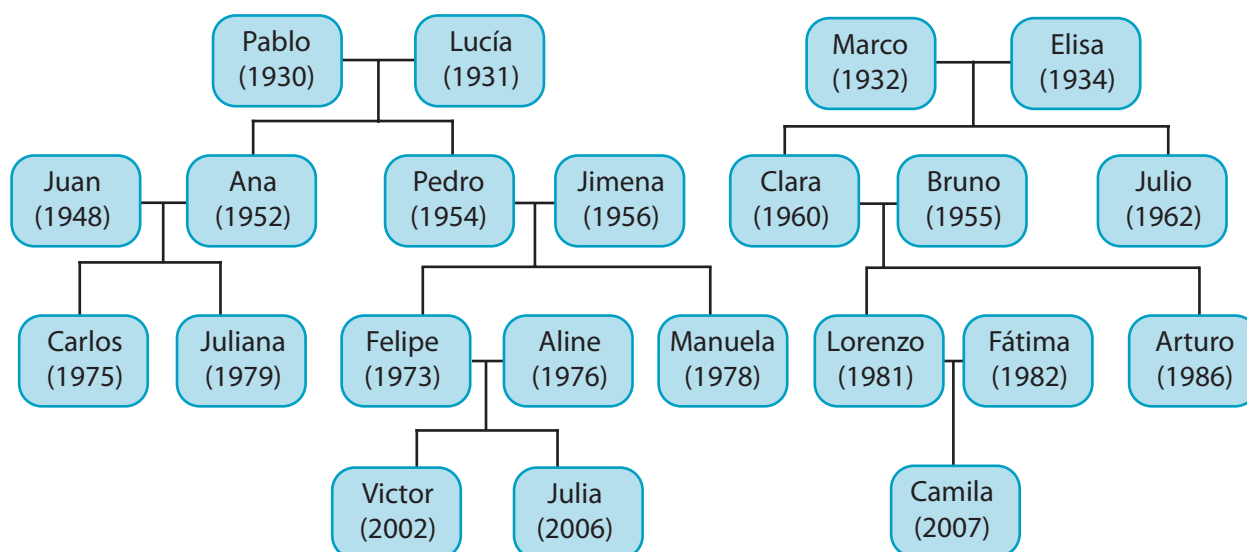 Pablo
(1930)
Lucía
(1931)
Marco
(1932)
Elisa
(1934)
Juan
(1948)
Ana
(1952)
Pedro
(1954)
Jimena
(1956)
Clara
(1960)
Bruno
(1955)
Julio
(1962)
Carlos
(1975)
Juliana
(1979)
Felipe
(1973)
Aline
(1976)
Manuela
(1978)
Lorenzo
(1981)
Fátima
(1982)
Arturo
(1986)
Victor
(2002)
Julia
(2006)
Camila
(2007)